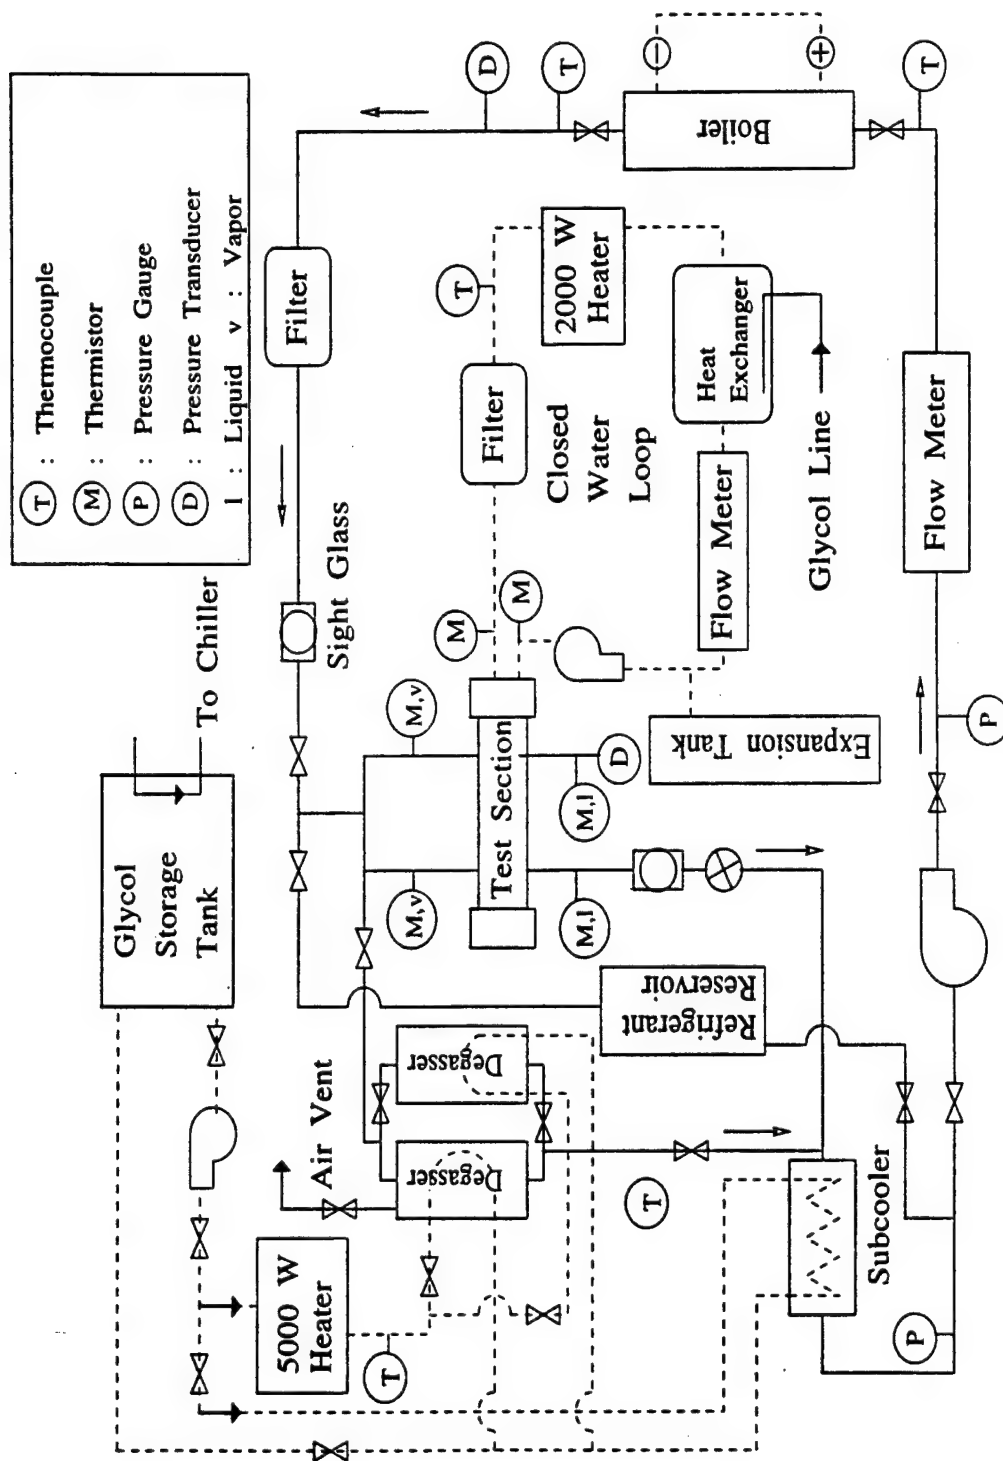 T : Thermocouple
M : Thermistor
P : Pressure Gauge
D : Pressure Transducer
l : Liquid v : Vapor
Glycol
Storage
Tank
To Chiller
5000 W
Heater
T
Air Vent
Degasser
Degasser
T
Sight Glass
Filter
D
T
Boiler
−
+
T
M,v
M,v
Test Section
M,l
M,l
D
M
M
Filter
T
2000 W
Heater
Closed
Water
Loop
Heat
Exchanger
Flow Meter
Glycol Line
Expansion Tank
Refrigerant
Reservoir
Subcooler
P
P
Flow Meter